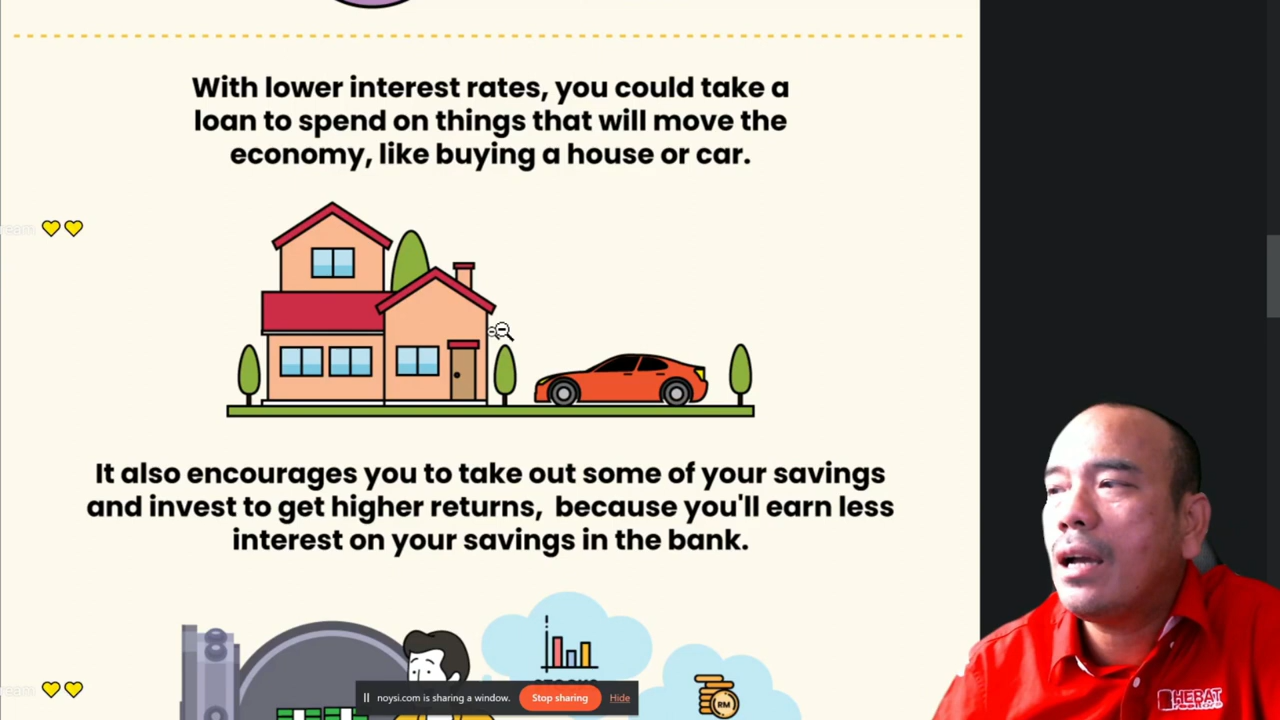 With lower interest rates, you could take a
loan to spend on things that will move the
economy, like buying a house or car.
It also encourages you to take out some of your savings
and invest to get higher returns, because you'll earn less
interest on your savings in the bank.
RM
noysi.com is sharing a window. Stop sharing Hide
HEBAT